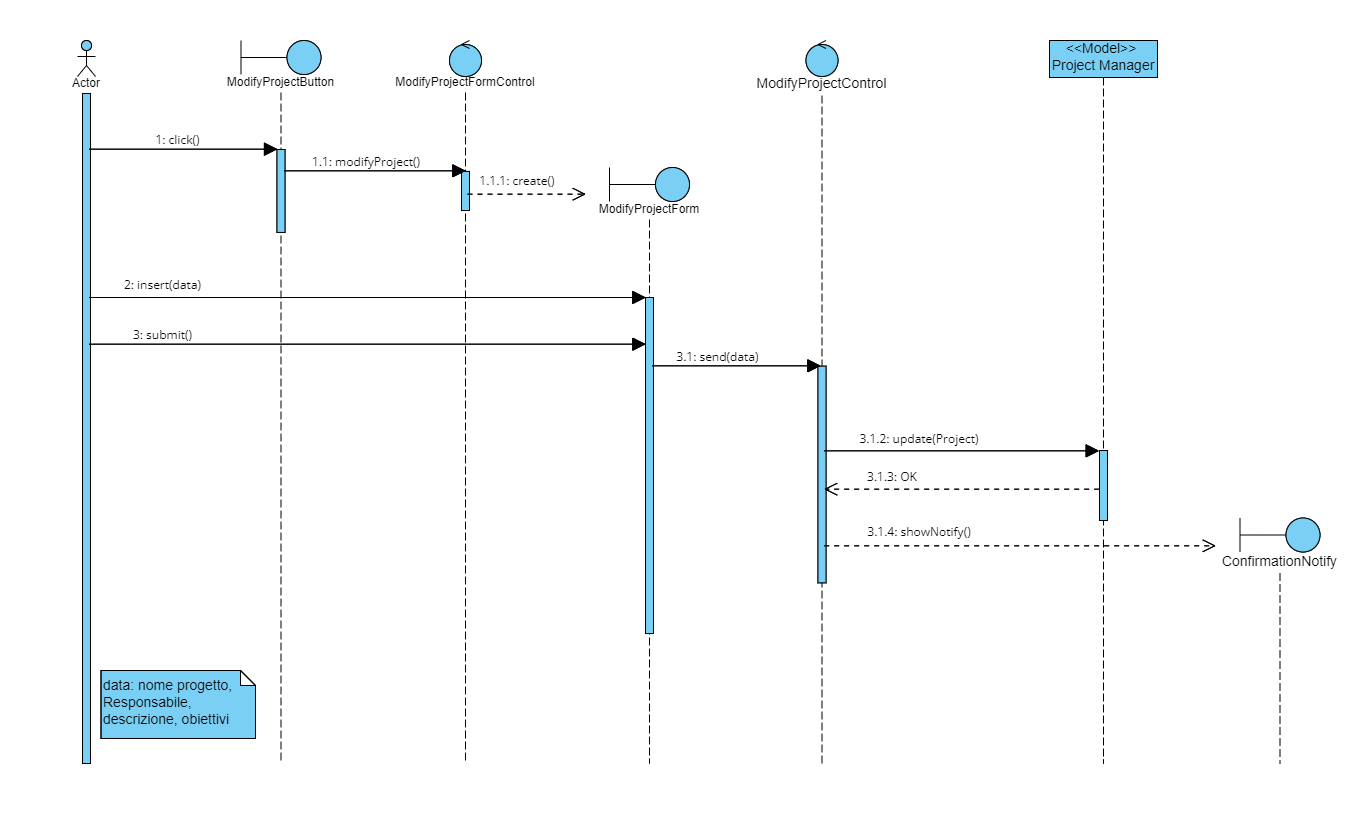 <<Model>>
Project Manager
Actor
ModifyProjectButton
ModifyProjectFormControl
ModifyProjectControl
1: click()
1.1: modifyProject()
1.1.1: create()
ModifyProjectForm
2: insert(data)
3: submit()
3.1: send(data)
3.1.2: update(Project)
3.1.3: OK
3.1.4: showNotify()
ConfirmationNotify
data: nome progetto,
Responsabile,
descrizione, obiettivi